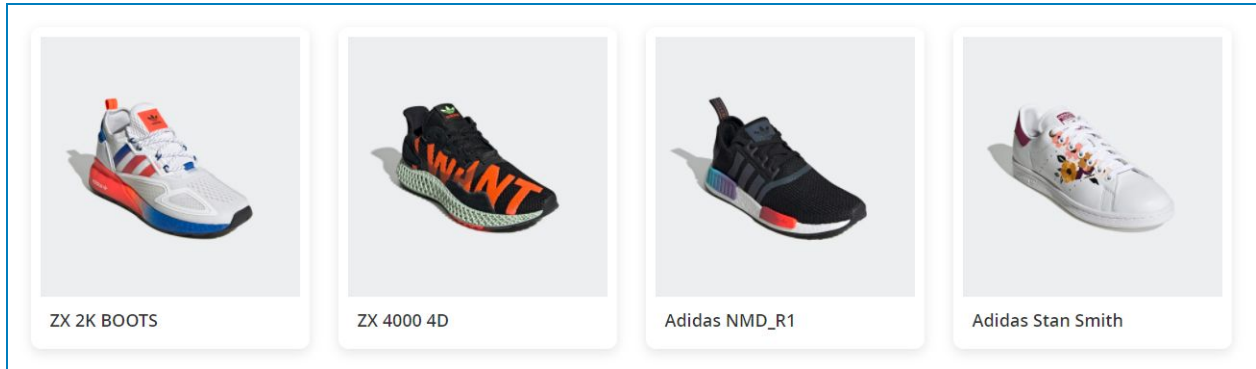 I WANT
ZX 2K BOOTS
ZX 4000 4D
Adidas NMD_R1
Adidas Stan Smith